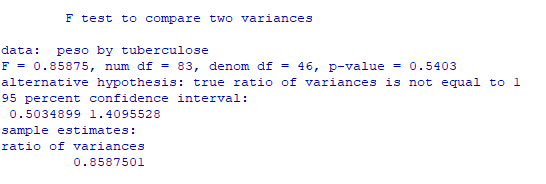 F test to compare two variances
data:  peso by tuberculose
F = 0.85875, num df = 83, denom df = 46, p-value = 0.5403
alternative hypothesis: true ratio of variances is not equal to 1
95 percent confidence interval:
0.5034899 1.4095528
sample estimates:
ratio of variances
0.8587501